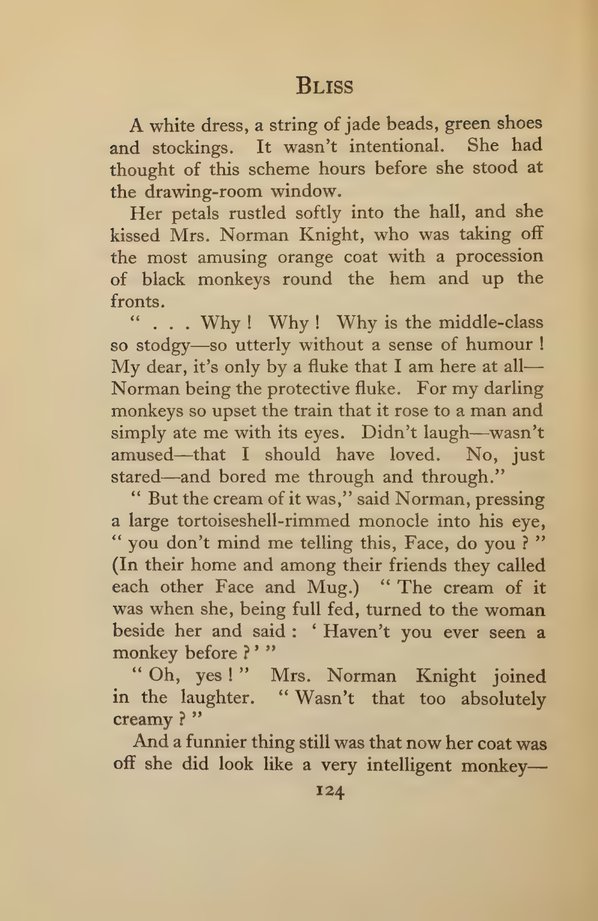 BLISS
A white dress, a string of jade beads, green shoes
and stockings. It wasn't intentional. She had
thought of this scheme hours before she stood at
the drawing-room window.
Her petals rustled softly into the hall, and she
kissed Mrs. Norman Knight, who was taking off
the most amusing orange coat with a procession
of black monkeys round the hem and up the
fronts.
" . . . Why ! Why ! Why is the middle-class
so stodgy—so utterly without a sense of humour !
My dear, it's only by a fluke that I am here at all—
Norman being the protective fluke. For my darling
monkeys so upset the train that it rose to a man and
simply ate me with its eyes. Didn't laugh—wasn't
amused—that I should have loved. No, just
stared—and bored me through and through."
" But the cream of it was," said Norman, pressing
a large tortoiseshell-rimmed monocle into his eye,
" you don't mind me telling this, Face, do you ? "
(In their home and among their friends they called
each other Face and Mug.) " The cream of it
was when she, being full fed, turned to the woman
beside her and said : ' Haven't you ever seen a
monkey before ? ' "
" Oh, yes ! " Mrs. Norman Knight joined
in the laughter. " Wasn't that too absolutely
creamy ? "
And a funnier thing still was that now her coat was
off she did look like a very intelligent monkey—
124